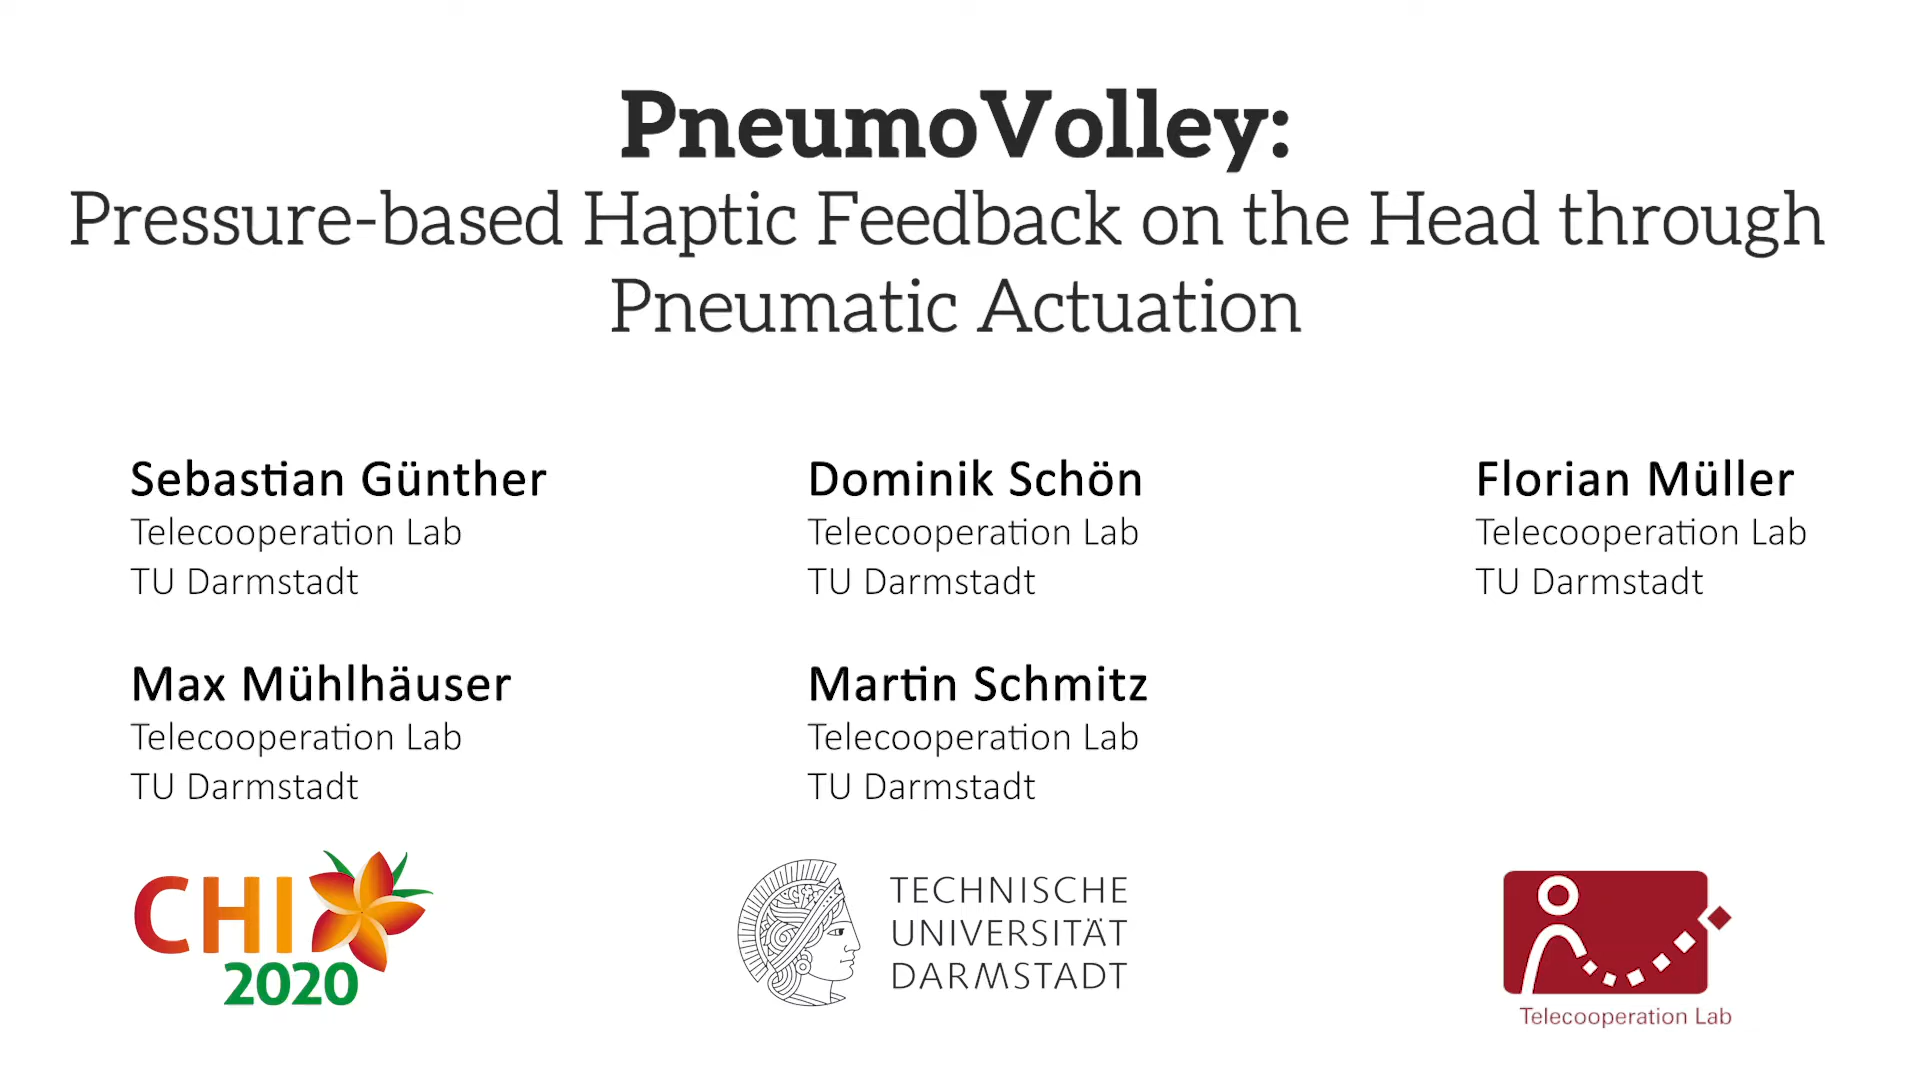 PneumoVolley:
Pressure-based Haptic Feedback on the Head through
Pneumatic Actuation
Sebastian Günther
Telecooperation Lab
TU Darmstadt
Dominik Schön
Telecooperation Lab
TU Darmstadt
Florian Müller
Telecooperation Lab
TU Darmstadt
Max Mühlhäuser
Telecooperation Lab
TU Darmstadt
Martin Schmitz
Telecooperation Lab
TU Darmstadt
CHI
2020
TECHNISCHE
UNIVERSITÄT
DARMSTADT
Telecooperation Lab